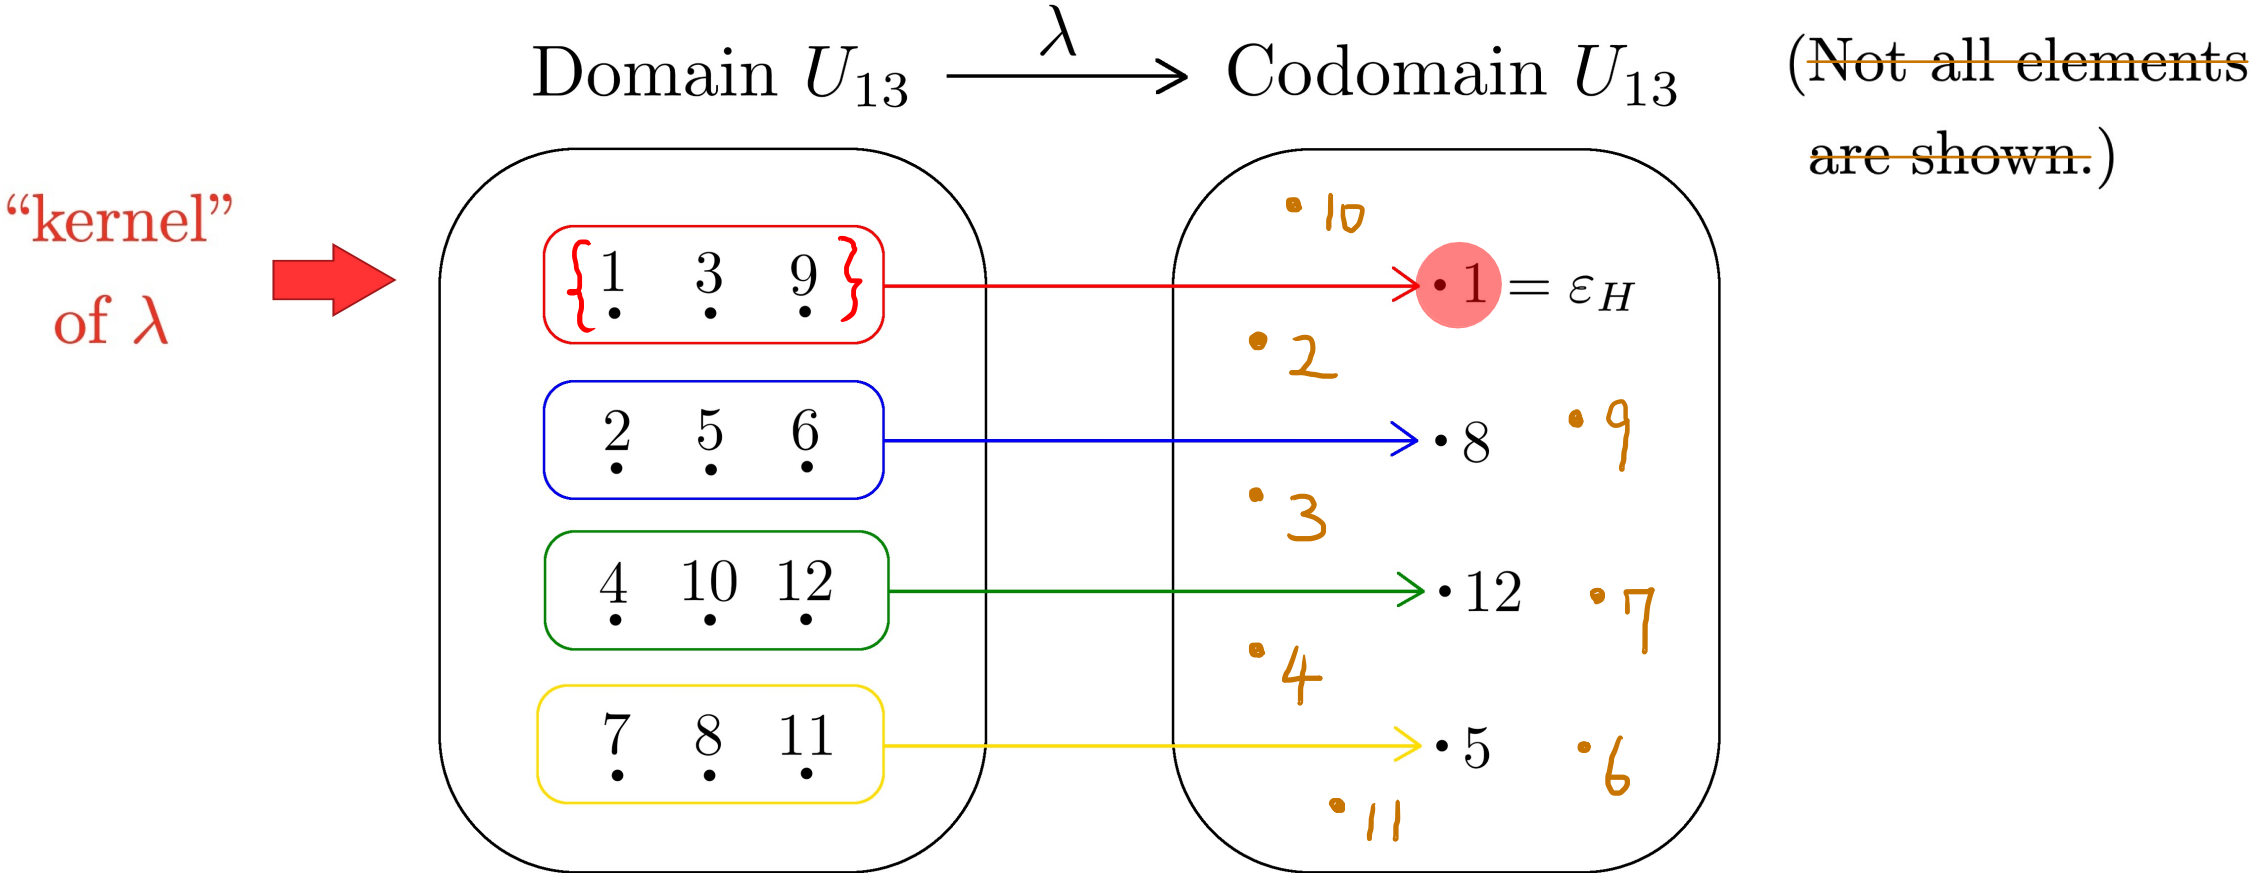 Domain U₁₃ λ Codomain U₁₃ (Not all elements
are shown.)
“kernel”
of λ
{ 1 3 9 }
2 5 6
4 10 12
7 8 11
· 10
· 1 = ε_H
· 2
· 8 · 9
· 3
· 12 · 7
· 4
· 5 · 6
· 11